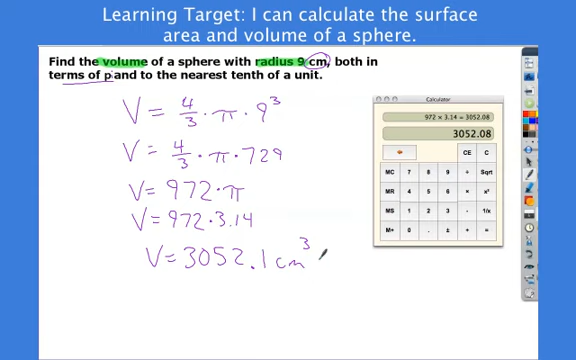 Learning Target: I can calculate the surface
area and volume of a sphere.
Find the volume of a sphere with radius 9 cm, both in
terms of p and to the nearest tenth of a unit.
V = 4/3 · π · 9³
V = 4/3 · π · 729
V = 972 · π
V = 972 · 3.14
V = 3052.1 cm³
Calculator
972 × 3.14 = 3052.08
3052.08
CE C
MC 7 8 9 ÷ Sqrt
MR 4 5 6 × x²
MS 1 2 3 - 1/x
M+ 0 . ± + =